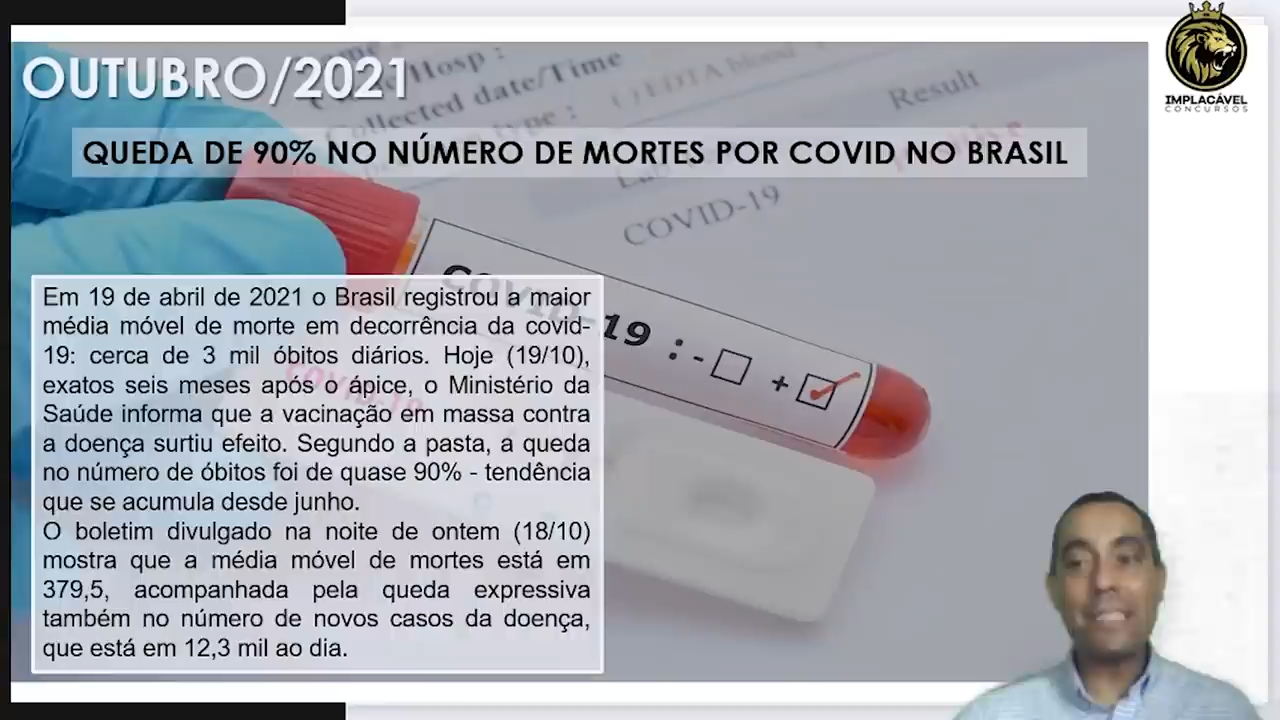 OUTUBRO/2021
IMPLACÁVEL
CONCURSOS
Hosp :
Collected date/Time
type :
EDTA blood
Result
QUEDA DE 90% NO NÚMERO DE MORTES POR COVID NO BRASIL
COVID-19
COVID-19 : - +
Em 19 de abril de 2021 o Brasil registrou a maior
média móvel de morte em decorrência da covid-
19: cerca de 3 mil óbitos diários. Hoje (19/10),
exatos seis meses após o ápice, o Ministério da
Saúde informa que a vacinação em massa contra
a doença surtiu efeito. Segundo a pasta, a queda
no número de óbitos foi de quase 90% - tendência
que se acumula desde junho.
O boletim divulgado na noite de ontem (18/10)
mostra que a média móvel de mortes está em
379,5, acompanhada pela queda expressiva
também no número de novos casos da doença,
que está em 12,3 mil ao dia.